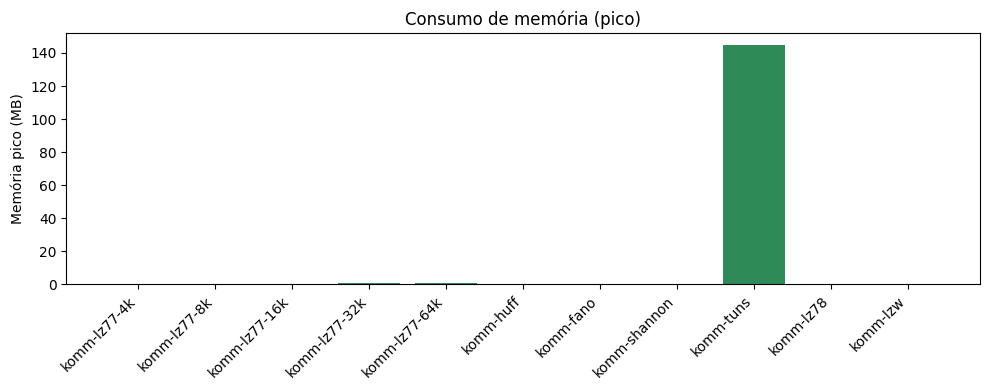 Consumo de memória (pico)
Memória pico (MB)
140
120
100
80
60
40
20
0
komm-lz77-4k
komm-lz77-8k
komm-lz77-16k
komm-lz77-32k
komm-lz77-64k
komm-huff
komm-fano
komm-shannon
komm-tuns
komm-lz78
komm-lzw